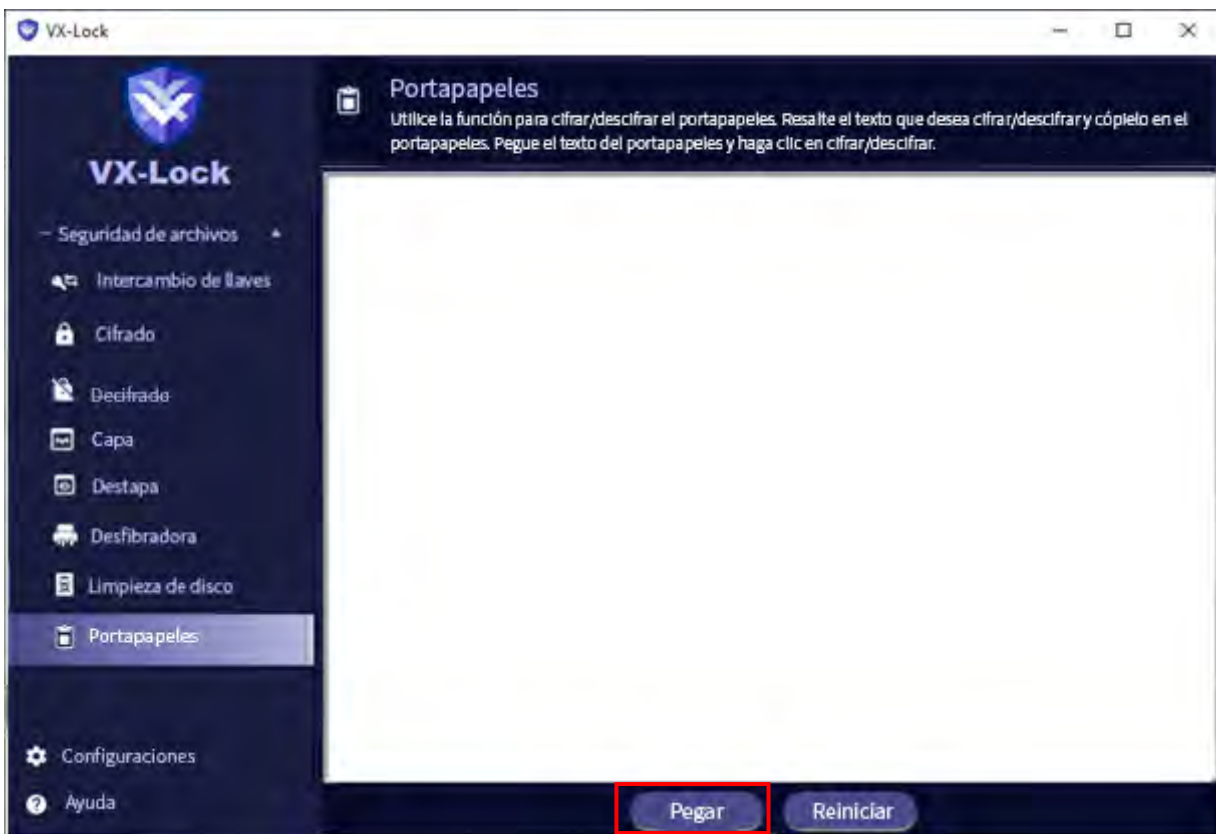 VX-Lock
VX-Lock
Portapapeles
Utilice la función para cifrar/descifrar el portapapeles. Resalte el texto que desea cifrar/descifrar y cópielo en el
portapapeles. Pegue el texto del portapapeles y haga clic en cifrar/descifrar.
Seguridad de archivos
Intercambio de llaves
Cifrado
Decifrado
Capa
Destapa
Desfibradora
Limpieza de disco
Portapapeles
Configuraciones
Ayuda
Pegar Reiniciar